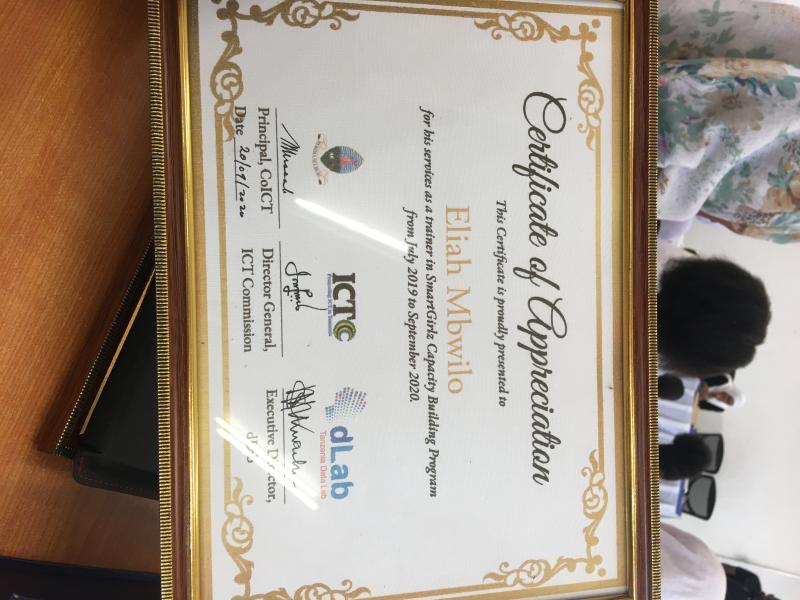 Certificate of Appreciation
This Certificate is proudly presented to
Eliah Mbwilo
for his services as a trainer in SmartGirlz Capacity Building Program
from July 2019 to September 2020.
ICTC
dLab
Tanzania Data Lab
Principal, CoICT
Date 20/09/2020
Director General,
ICT Commission
Executive Director,
dLab